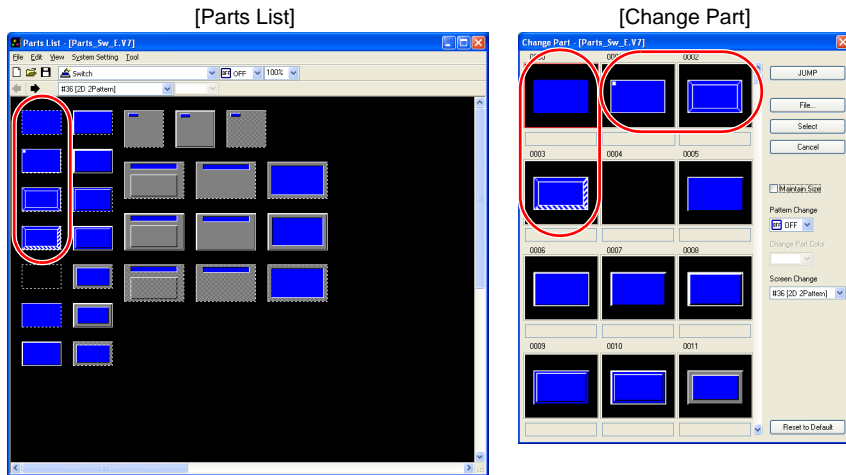 [Parts List]
[Change Part]
Parts List - [Parts_Sw_E.V7]
File Edit View System Setting Tool
Switch
OFF OFF
100%
#36 [2D 2Pattern]
Change Part - [Parts_Sw_E.V7]
0002
JUMP
File...
Select
Cancel
0003 0004 0005
Maintain Size
Pattern Change
OFF OFF
Change Part Color
0006 0007 0008
Screen Change
#36 [2D 2Pattern]
0009 0010 0011
Reset to Default